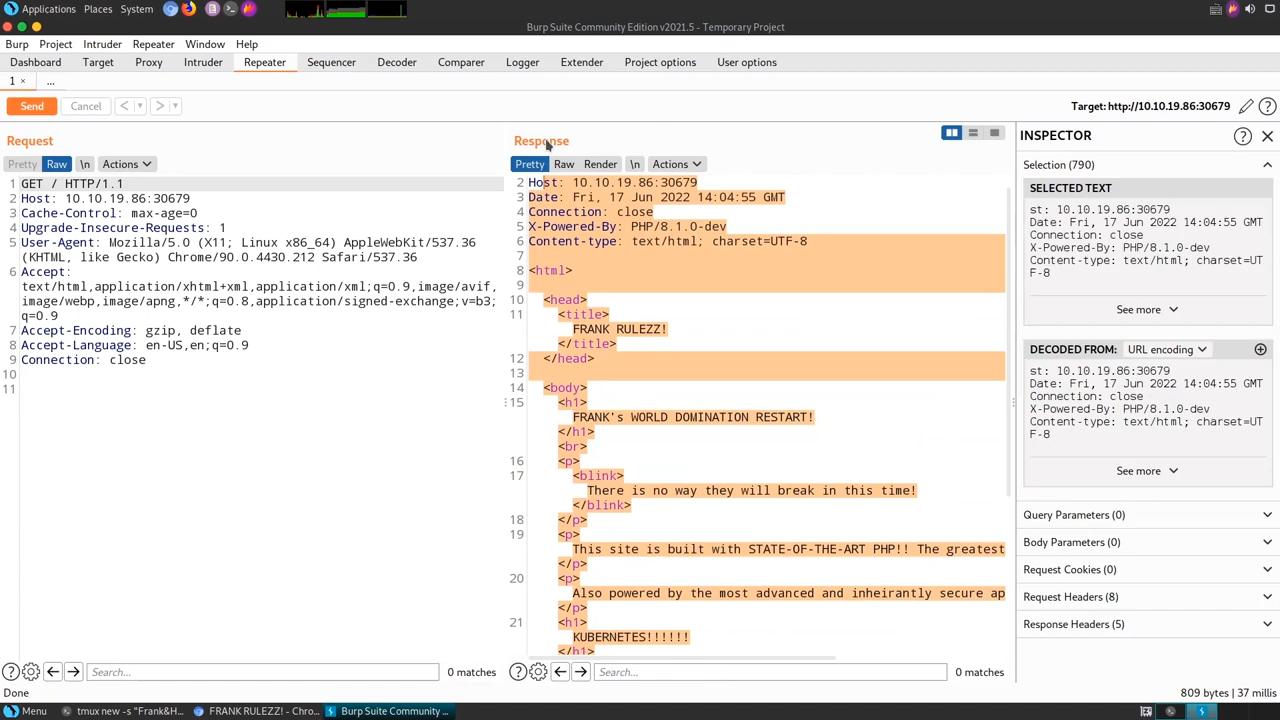 Applications Places System
Burp Suite Community Edition v2021.5 - Temporary Project
Burp Project Intruder Repeater Window Help
Dashboard Target Proxy Intruder Repeater Sequencer Decoder Comparer Logger Extender Project options User options
1 × ...
Send Cancel < > Target: http://10.10.19.86:30679
Request
Pretty Raw \n Actions
1 GET / HTTP/1.1
2 Host: 10.10.19.86:30679
3 Cache-Control: max-age=0
4 Upgrade-Insecure-Requests: 1
5 User-Agent: Mozilla/5.0 (X11; Linux x86_64) AppleWebKit/537.36
(KHTML, like Gecko) Chrome/90.0.4430.212 Safari/537.36
6 Accept:
text/html,application/xhtml+xml,application/xml;q=0.9,image/avif,
image/webp,image/apng,*/*;q=0.8,application/signed-exchange;v=b3;
q=0.9
7 Accept-Encoding: gzip, deflate
8 Accept-Language: en-US,en;q=0.9
9 Connection: close
10
11
Search... 0 matches
Response
Pretty Raw Render \n Actions
2 Host: 10.10.19.86:30679
3 Date: Fri, 17 Jun 2022 14:04:55 GMT
4 Connection: close
5 X-Powered-By: PHP/8.1.0-dev
6 Content-type: text/html; charset=UTF-8
7
8 <html>
9
10 <head>
11 <title>
FRANK RULEZZ!
</title>
12 </head>
13
14 <body>
15 <h1>
FRANK's WORLD DOMINATION RESTART!
</h1>
<br>
16 <p>
17 <blink>
There is no way they will break in this time!
</blink>
18 </p>
19 <p>
This site is built with STATE-OF-THE-ART PHP!! The greatest
</p>
20 <p>
Also powered by the most advanced and inheirantly secure ap
</p>
21 <h1>
KUBERNETES!!!!!!
</h1>
Search... 0 matches
INSPECTOR
Selection (790)
SELECTED TEXT
st: 10.10.19.86:30679
Date: Fri, 17 Jun 2022 14:04:55 GMT
Connection: close
X-Powered-By: PHP/8.1.0-dev
Content-type: text/html; charset=UT
F-8
See more
DECODED FROM: URL encoding
st: 10.10.19.86:30679
Date: Fri, 17 Jun 2022 14:04:55 GMT
Connection: close
X-Powered-By: PHP/8.1.0-dev
Content-type: text/html; charset=UT
F-8
See more
Query Parameters (0)
Body Parameters (0)
Request Cookies (0)
Request Headers (8)
Response Headers (5)
Done 809 bytes | 37 millis
Menu tmux new -s "Frank&H... FRANK RULEZZ! - Chro... Burp Suite Community ...